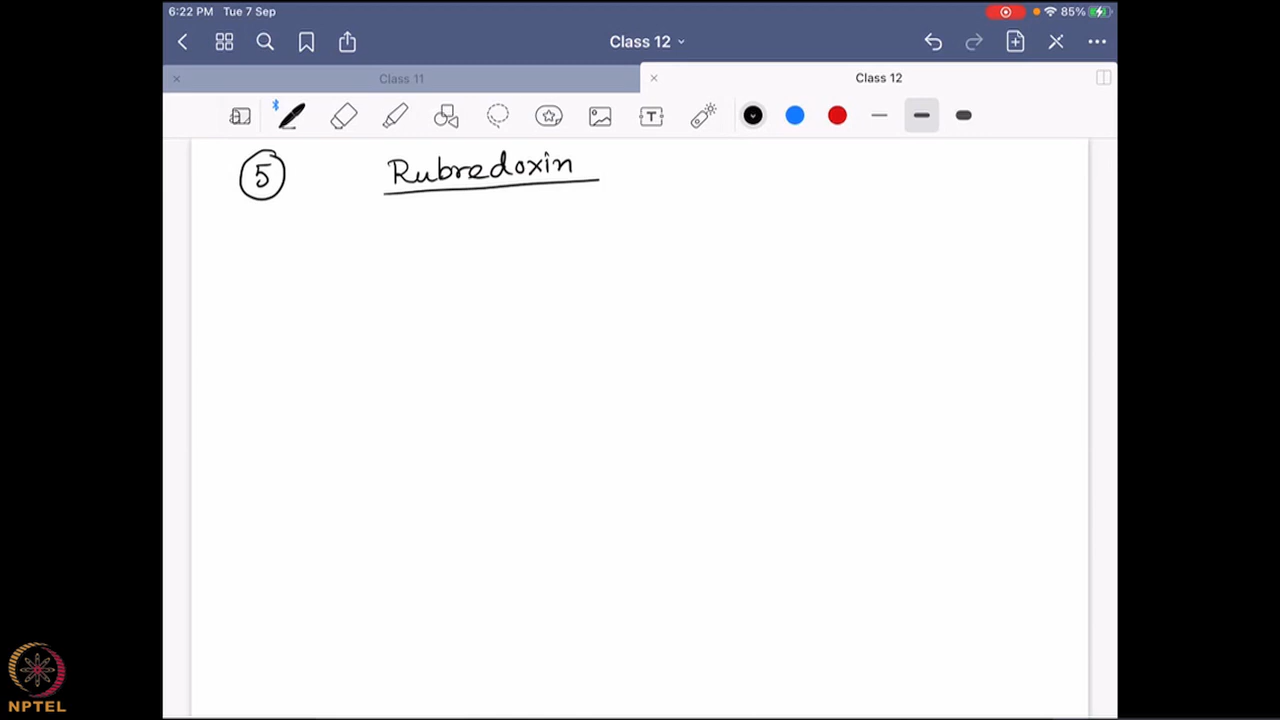 6:22 PM Tue 7 Sep 85%
Class 12
Class 11 Class 12
T
5 Rubredoxin
NPTEL